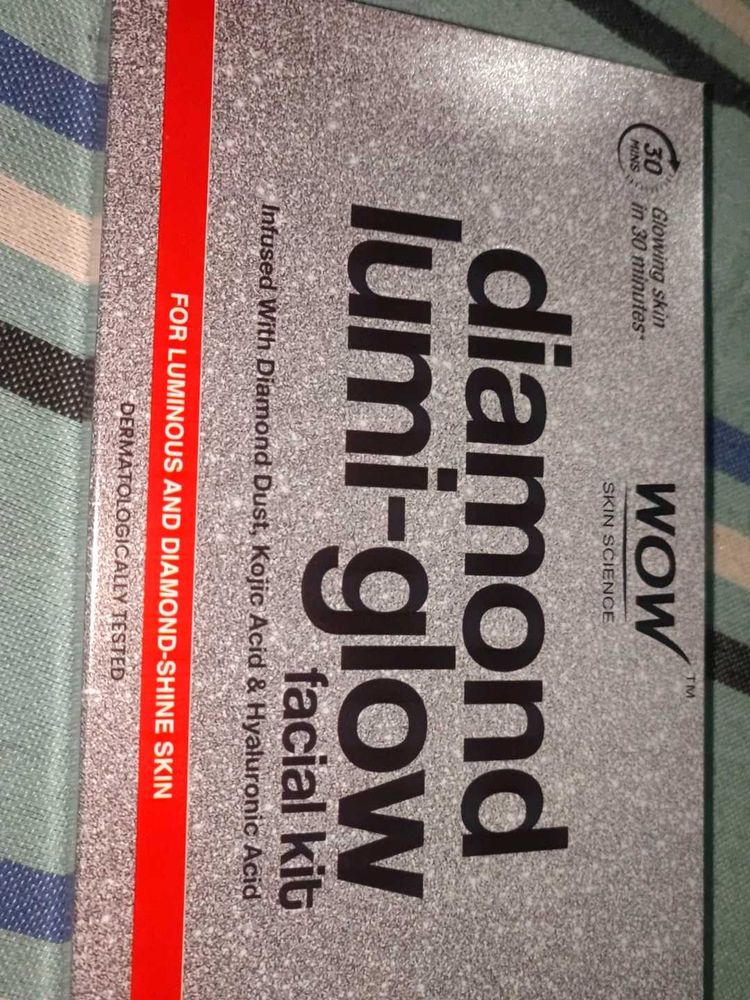 30
MINS
Glowing skin
in 30 minutes*
WOW™
SKIN SCIENCE
diamond
lumi-glow
facial kit
Infused With Diamond Dust, Kojic Acid & Hyaluronic Acid
FOR LUMINOUS AND DIAMOND-SHINE SKIN
DERMATOLOGICALLY TESTED